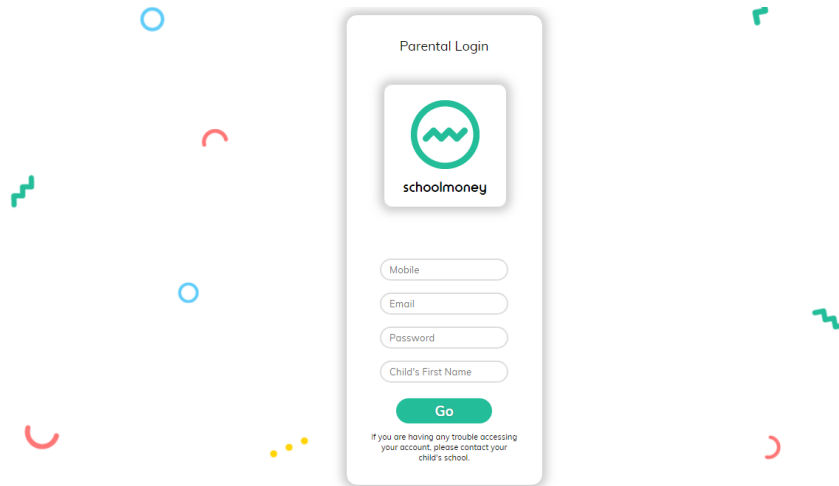 Parental Login
schoolmoney
Mobile
Email
Password
Child's First Name
Go
If you are having any trouble accessing
your account, please contact your
child's school.